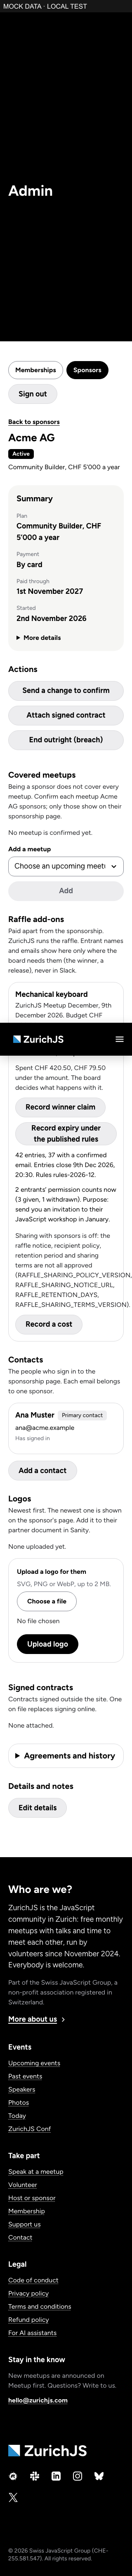 MOCK DATA · LOCAL TEST
Admin
Memberships
Sponsors
Sign out
Back to sponsors
Acme AG
Active
Community Builder, CHF 5'000 a year
Summary
Plan
Community Builder, CHF
5'000 a year
Payment
By card
Paid through
1st November 2027
Started
2nd November 2026
▶ More details
Actions
Send a change to confirm
Attach signed contract
End outright (breach)
Covered meetups
Being a sponsor does not cover every
meetup. Confirm each meetup Acme
AG sponsors; only those show on their
sponsorship page.
No meetup is confirmed yet.
Add a meetup
Choose an upcoming meetu
Add
Raffle add-ons
Paid apart from the sponsorship.
ZurichJS runs the raffle. Entrant names
and emails show here only where the
board needs them (the winner, a
release), never in Slack.
Mechanical keyboard
ZurichJS Meetup December, 9th
December 2026. Budget CHF
ZurichJS
Spent CHF 420.50, CHF 79.50
under the amount. The board
decides what happens with it.
Record winner claim
Record expiry under
the published rules
42 entries, 37 with a confirmed
email. Entries close 9th Dec 2026,
20:30. Rules rules-2026-12.
2 entrants' permission counts now
(3 given, 1 withdrawn). Purpose:
send you an invitation to their
JavaScript workshop in January.
Sharing with sponsors is off: the
raffle notice, recipient policy,
retention period and sharing
terms are not all approved
(RAFFLE_SHARING_POLICY_VERSION,
RAFFLE_SHARING_NOTICE_URL,
RAFFLE_RETENTION_DAYS,
RAFFLE_SHARING_TERMS_VERSION).
Record a cost
Contacts
The people who sign in to the
sponsorship page. Each email belongs
to one sponsor.
Ana Muster Primary contact
ana@acme.example
Has signed in
Add a contact
Logos
Newest first. The newest one is shown
on the sponsor's page. Add it to their
partner document in Sanity.
None uploaded yet.
Upload a logo for them
SVG, PNG or WebP, up to 2 MB.
Choose a file
No file chosen
Upload logo
Signed contracts
Contracts signed outside the site. One
on file replaces signing online.
None attached.
▶ Agreements and history
Details and notes
Edit details
Who are we?
ZurichJS is the JavaScript
community in Zurich: free monthly
meetups with talks and time to
meet each other, run by
volunteers since November 2024.
Everybody is welcome.
Part of the Swiss JavaScript Group, a
non-profit association registered in
Switzerland.
More about us
Events
Upcoming events
Past events
Speakers
Photos
Today
ZurichJS Conf
Take part
Speak at a meetup
Volunteer
Host or sponsor
Membership
Support us
Contact
Legal
Code of conduct
Privacy policy
Terms and conditions
Refund policy
For AI assistants
Stay in the know
New meetups are announced on
Meetup first. Questions? Write to us.
hello@zurichjs.com
ZurichJS
© 2026 Swiss JavaScript Group (CHE-
255.581.547). All rights reserved.